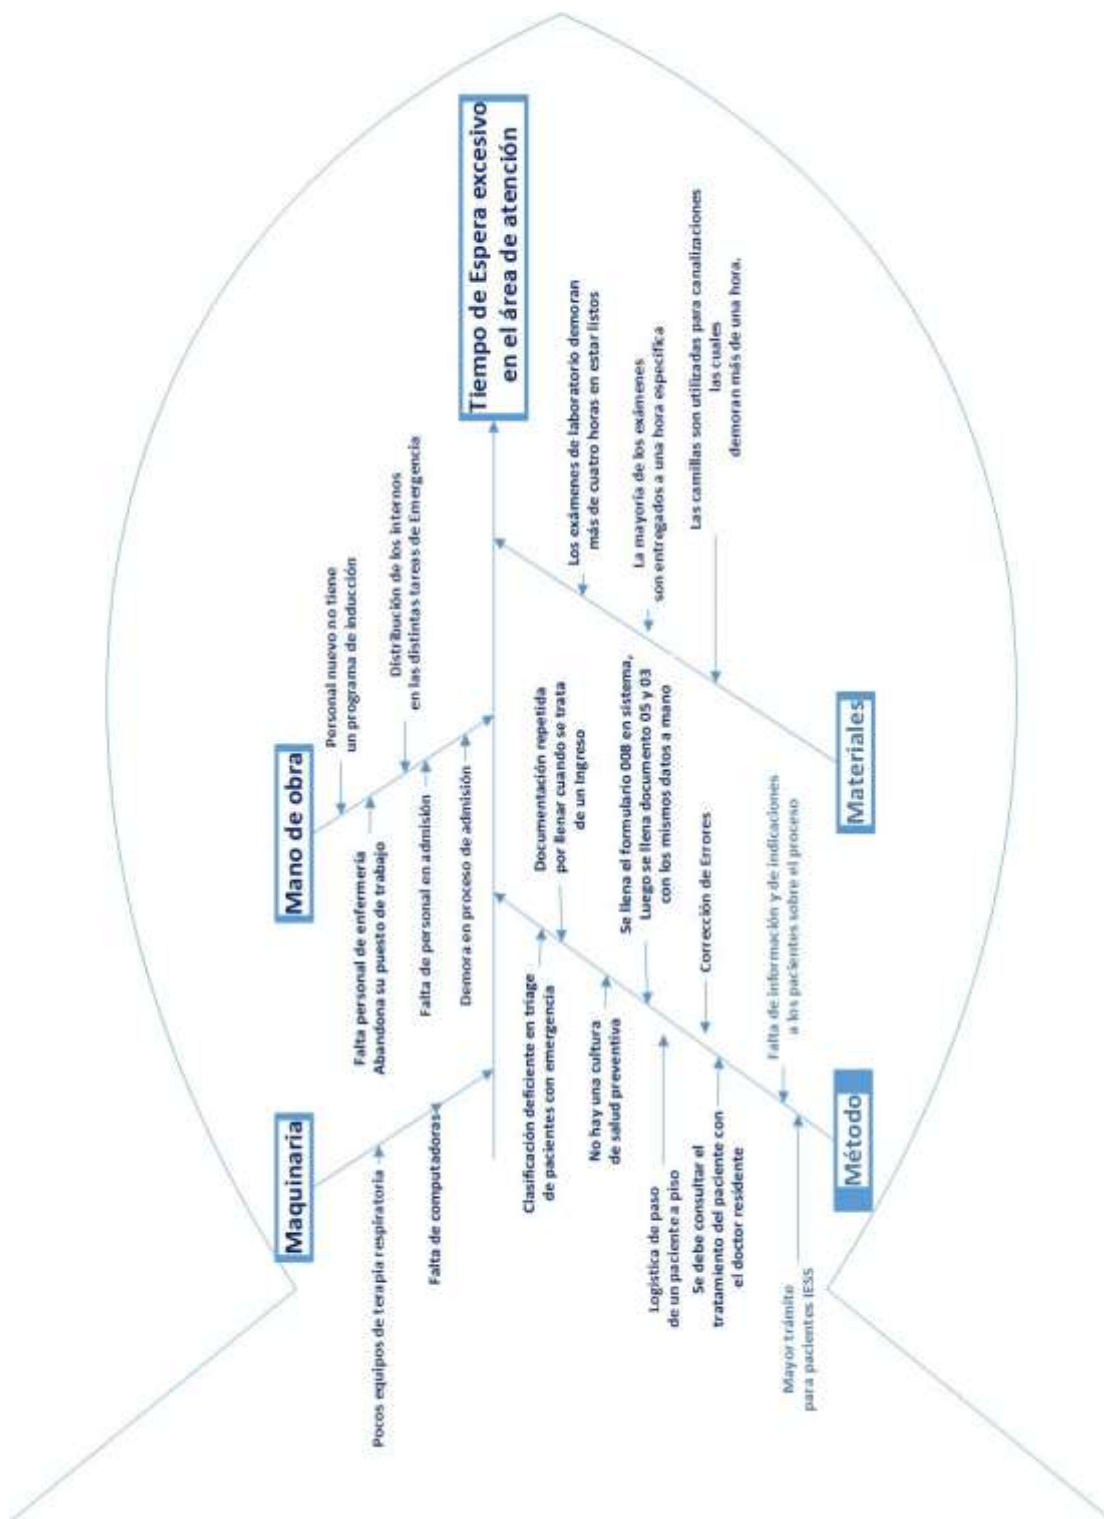 Maquinaria
Pocos equipos de terapia respiratoria
Falta de computadoras
Mano de obra
Personal nuevo no tiene
un programa de inducción
Falta personal de enfermería
Abandona su puesto de trabajo
Distribución de los internos
en las distintas tareas de Emergencia
Falta de personal en admisión
Demora en proceso de admisión
Tiempo de Espera excesivo
en el área de atención
Clasificación deficiente en triage
de pacientes con emergencia
Documentación repetida
por llenar cuando se trata
de un Ingreso
No hay una cultura
de salud preventiva
Se llena el formulario 008 en sistema,
Luego se llena documento 05 y 03
con los mismos datos a mano
Logística de paso
de un paciente a piso
Corrección de Errores
Se debe consultar el
tratamiento del paciente con
el doctor residente
Falta de información y de indicaciones
a los pacientes sobre el proceso
Mayor trámite
para pacientes IESS
Método
Los exámenes de laboratorio demoran
más de cuatro horas en estar listos
La mayoría de los exámenes
son entregados a una hora específica
Las camillas son utilizadas para canalizaciones
las cuales
demoran más de una hora.
Materiales